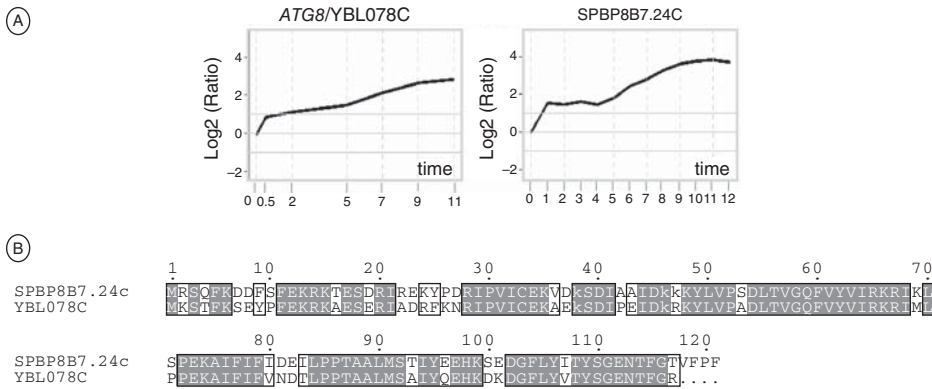 A
ATG8/YBL078C
SPBP8B7.24C
Log2 (Ratio)
4
2
0
−2
time
0 0.5 2 5 7 9 11
Log2 (Ratio)
4
2
0
−2
time
0 1 2 3 4 5 6 7 8 9 10 11 12
B
1 10 20 30 40 50 60 70
SPBP8B7.24c MRSQFKDDFSFEKRKTESDRIREKYPDRIPVICEKVDkSDIAAIDKkKYLVPSDLTVGQFVYVIRKRIKL
YBL078C MKSTFKSEYPFEKRKAESERIADRFKNRIPVICEKAEkSDIPEIDKRKYLVPADLTVGQFVYVIRKRIML
80 90 100 110 120
SPBP8B7.24c SPEKAIFIFIDEILPPTAALMSTIYEEHKSEDGFLYITYSGENTFGTVFPF
YBL078C PPEKAIFIFVNDTLPPTAALMSAIYQEHKDKDGFLYVTYSGENTFGR....